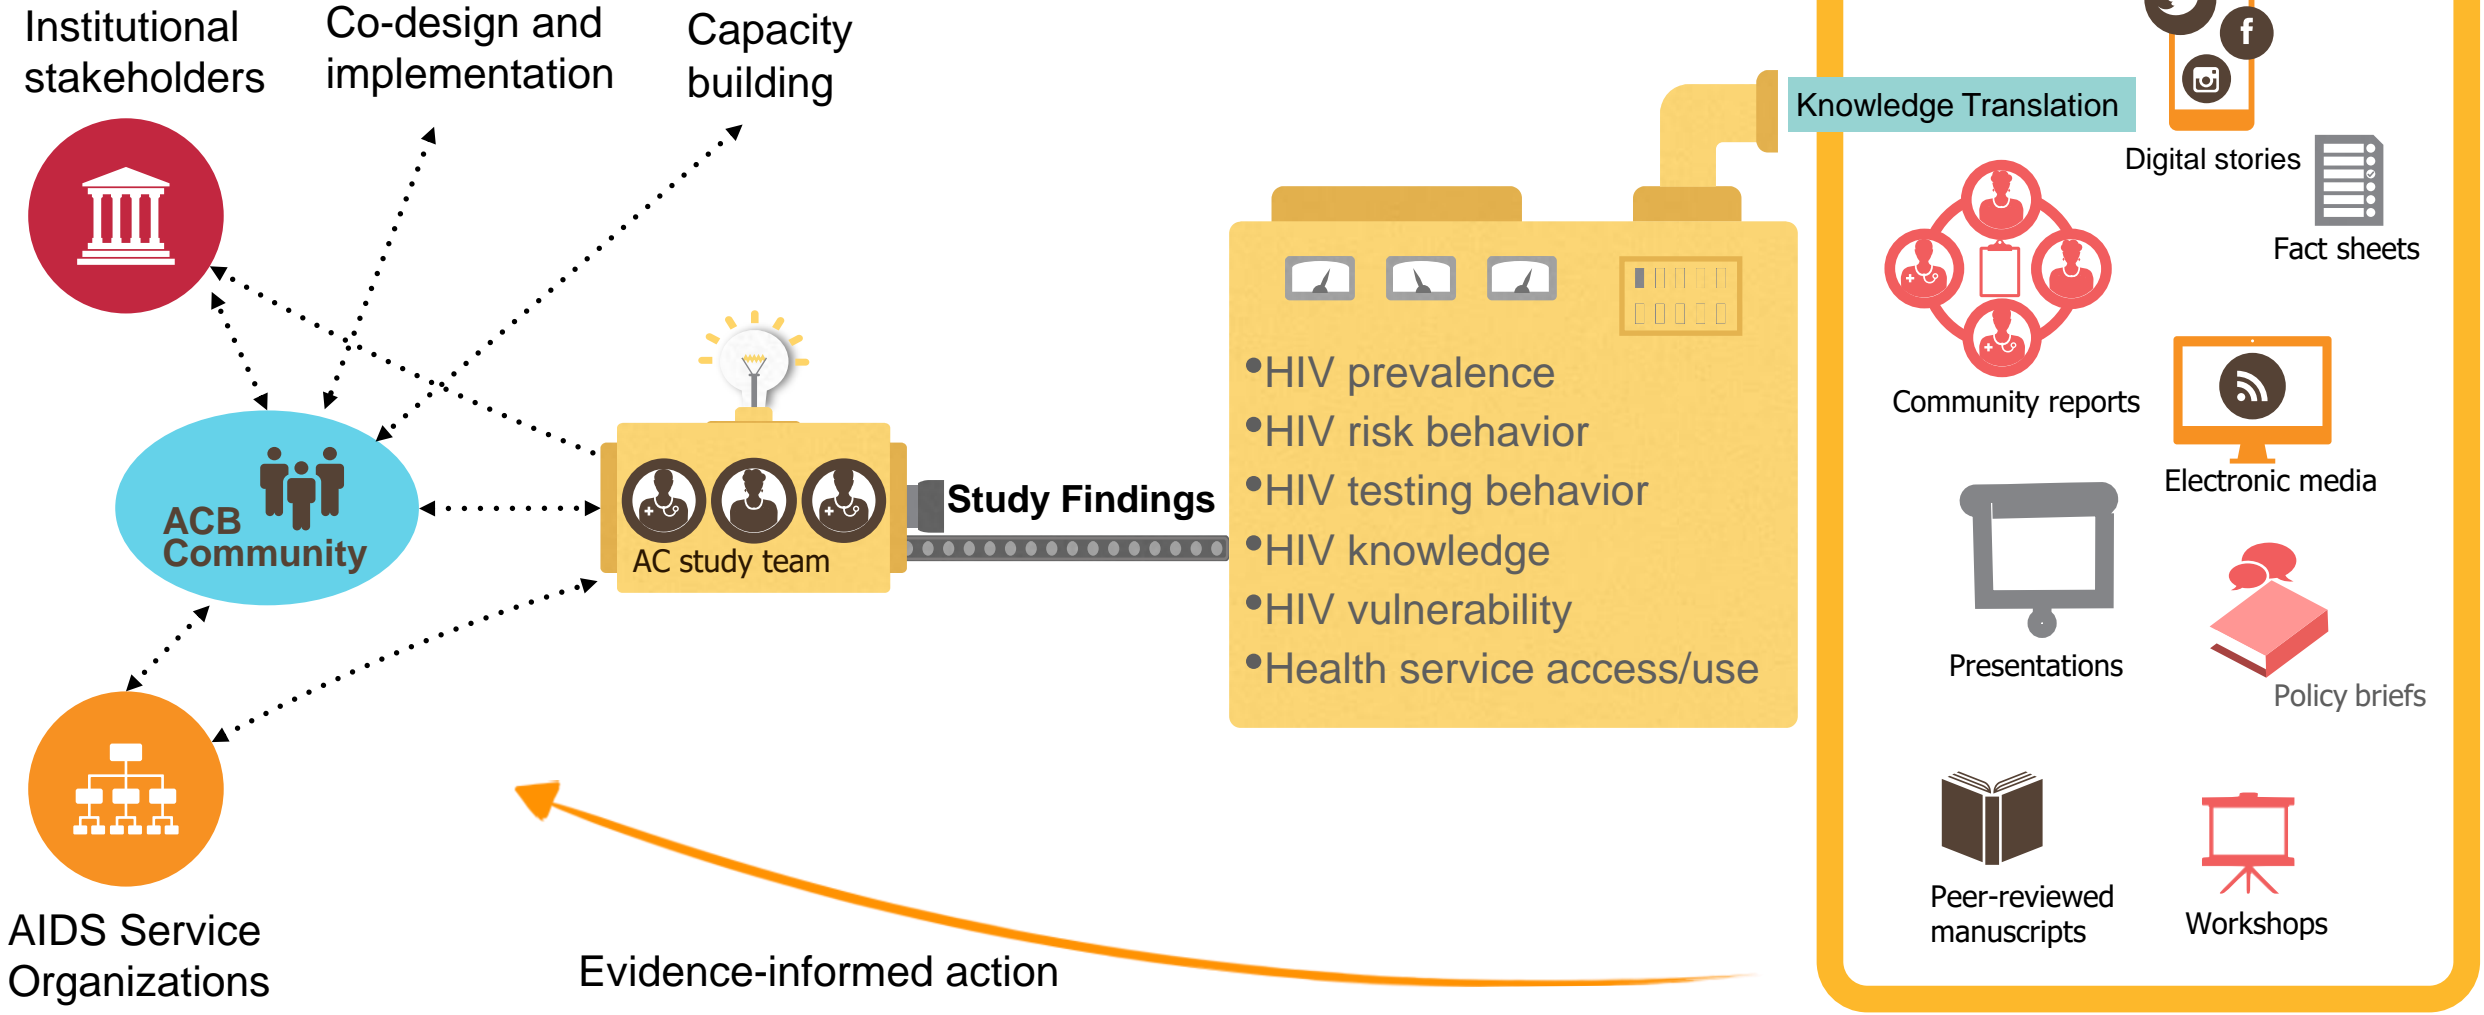 Institutional
stakeholders
Co-design and
implementation
Capacity
building
ACB
Community
AIDS Service
Organizations
AC study team
Study Findings
•HIV prevalence
•HIV risk behavior
•HIV testing behavior
•HIV knowledge
•HIV vulnerability
•Health service access/use
Knowledge Translation
f
Digital stories
Fact sheets
Community reports
Electronic media
Presentations
Policy briefs
Peer-reviewed
manuscripts
Workshops
Evidence-informed action